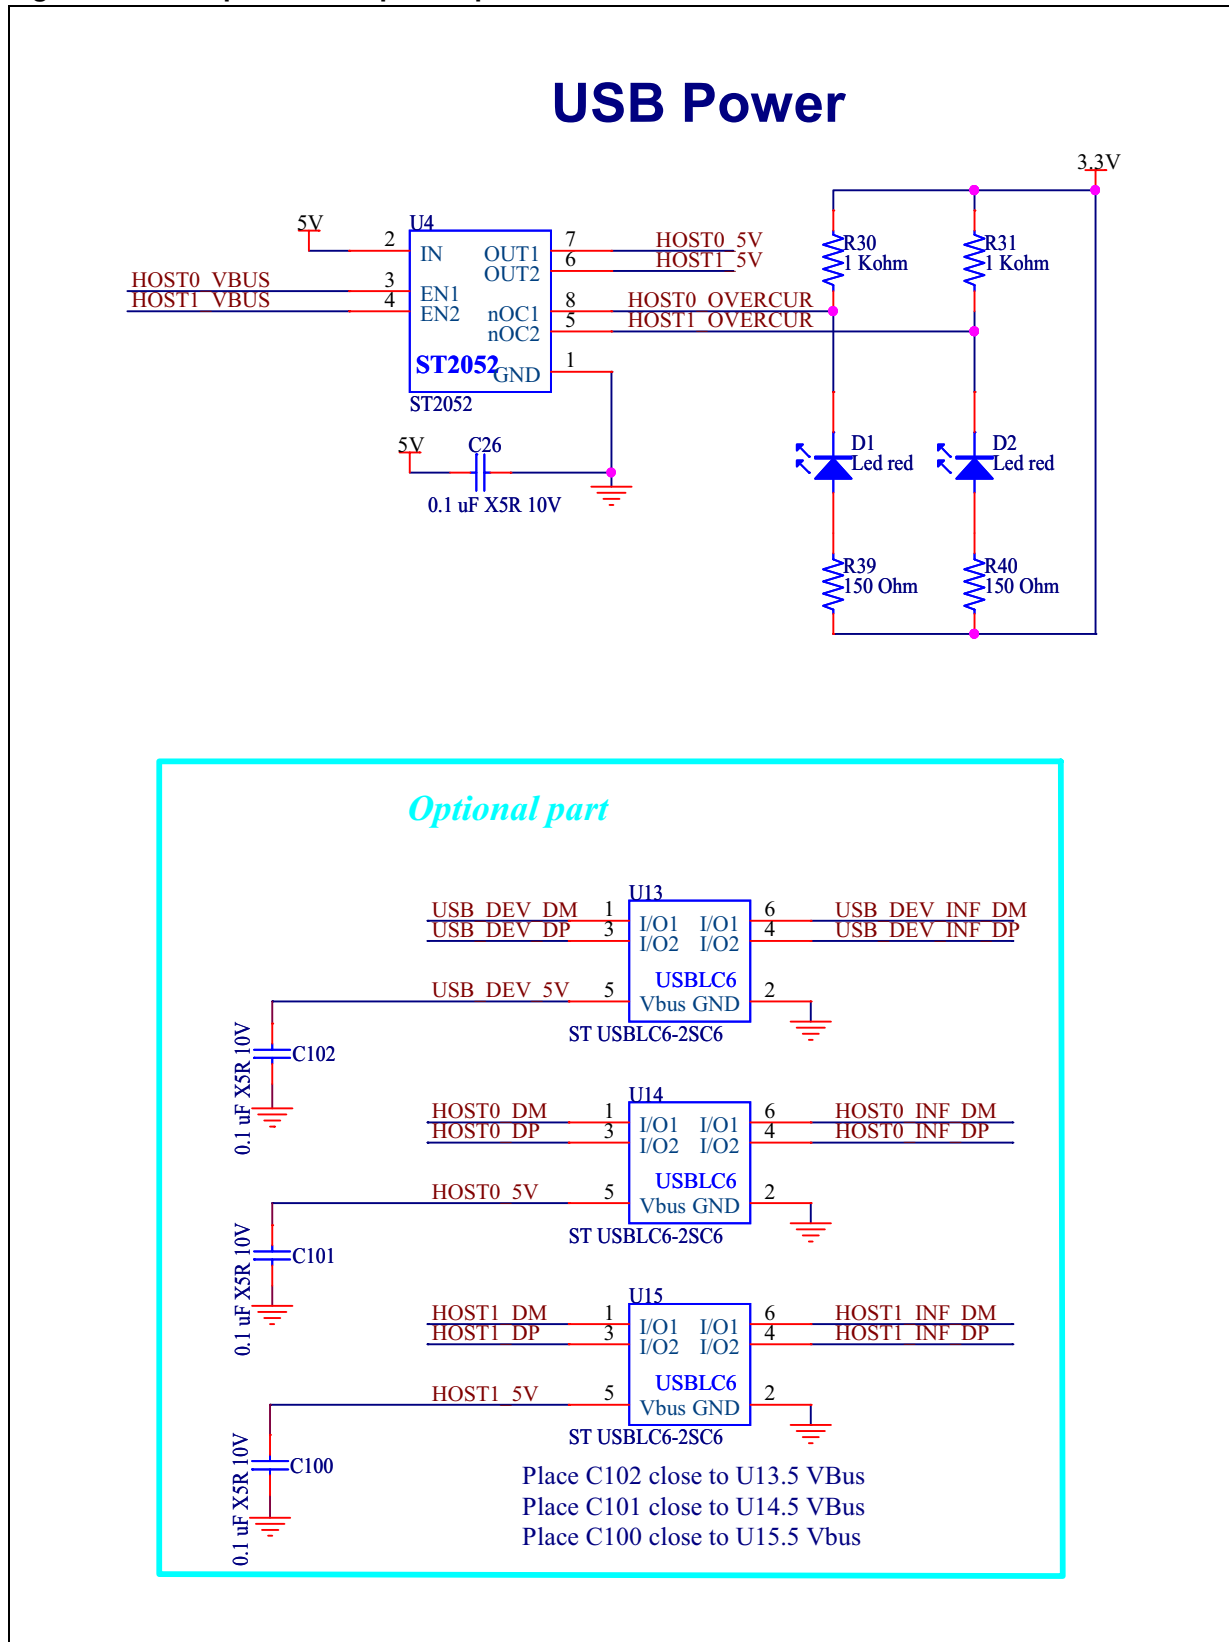 USB Power
3.3V
5V
U4
2
IN
OUT1
7
HOST0_5V
OUT2
6
HOST1_5V
R30
1 Kohm
R31
1 Kohm
HOST0_VBUS
3
EN1
HOST1_VBUS
4
EN2
nOC1
8
HOST0_OVERCUR
nOC2
5
HOST1_OVERCUR
ST2052
GND
1
ST2052
5V
C26
0.1 uF X5R 10V
D1
Led red
D2
Led red
R39
150 Ohm
R40
150 Ohm
Optional part
U13
USB_DEV_DM
1
I/O1 I/O1
6
USB_DEV_INF_DM
USB_DEV_DP
3
I/O2 I/O2
4
USB_DEV_INF_DP
USBLC6
USB_DEV_5V
5
Vbus GND
2
ST USBLC6-2SC6
C102
0.1 uF X5R 10V
U14
HOST0_DM
1
I/O1 I/O1
6
HOST0_INF_DM
HOST0_DP
3
I/O2 I/O2
4
HOST0_INF_DP
USBLC6
HOST0_5V
5
Vbus GND
2
ST USBLC6-2SC6
C101
0.1 uF X5R 10V
U15
HOST1_DM
1
I/O1 I/O1
6
HOST1_INF_DM
HOST1_DP
3
I/O2 I/O2
4
HOST1_INF_DP
USBLC6
HOST1_5V
5
Vbus GND
2
ST USBLC6-2SC6
C100
0.1 uF X5R 10V
Place C102 close to U13.5 VBus
Place C101 close to U14.5 VBus
Place C100 close to U15.5 Vbus